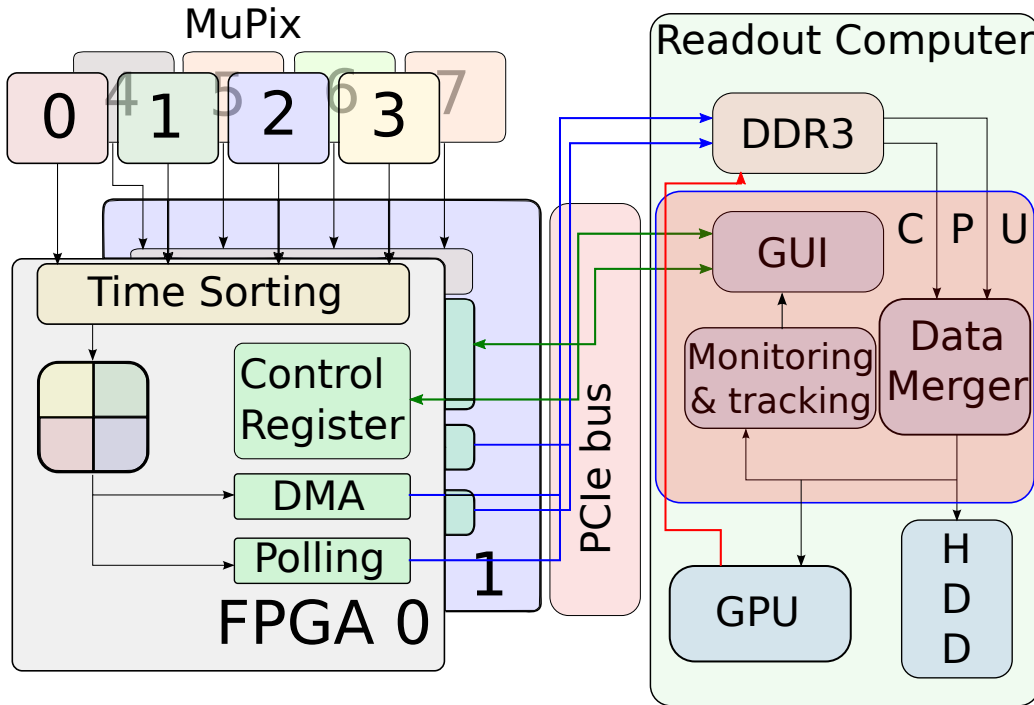 MuPix
4 5 6 7
0 1 2 3
Time Sorting
Control
Register
DMA
Polling
FPGA 0
1
PCIe bus
Readout Computer
DDR3
C P U
GUI
Monitoring
& tracking
Data
Merger
GPU
H
D
D